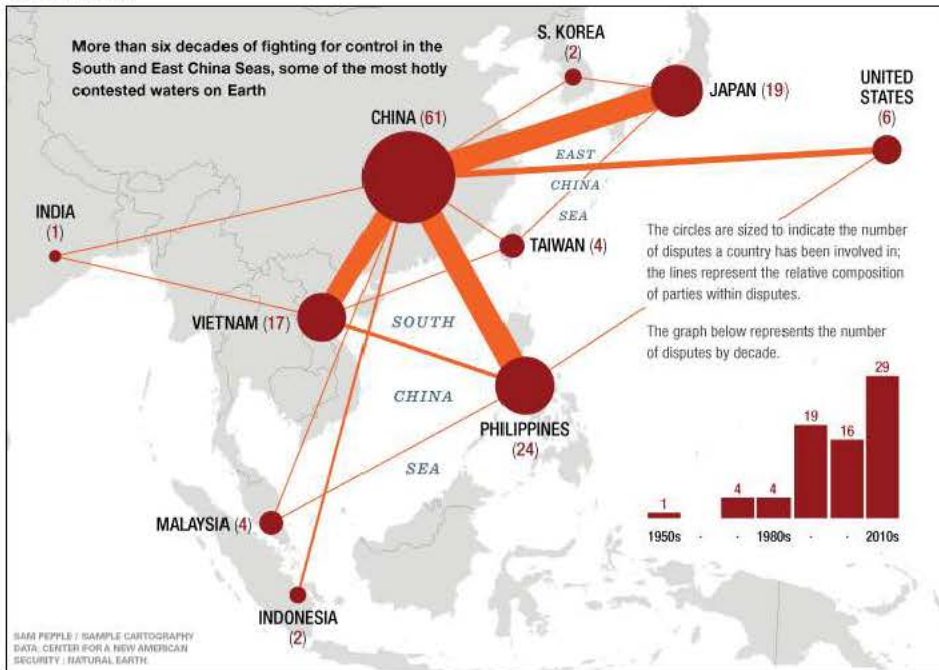 More than six decades of fighting for control in the
South and East China Seas, some of the most hotly
contested waters on Earth
S. KOREA
(2)
JAPAN (19)
UNITED
STATES
(6)
CHINA (61)
EAST
CHINA
SEA
INDIA
(1)
TAIWAN (4)
The circles are sized to indicate the number
of disputes a country has been involved in;
the lines represent the relative composition
of parties within disputes.
VIETNAM (17)
SOUTH
CHINA
SEA
The graph below represents the number
of disputes by decade.
PHILIPPINES
(24)
MALAYSIA (4)
INDONESIA
(2)
1
4
4
19
16
29
1950s · · 1980s · · 2010s
SAM PEPPLE / SAMPLE CARTOGRAPHY
DATA: CENTER FOR A NEW AMERICAN
SECURITY ; NATURAL EARTH.